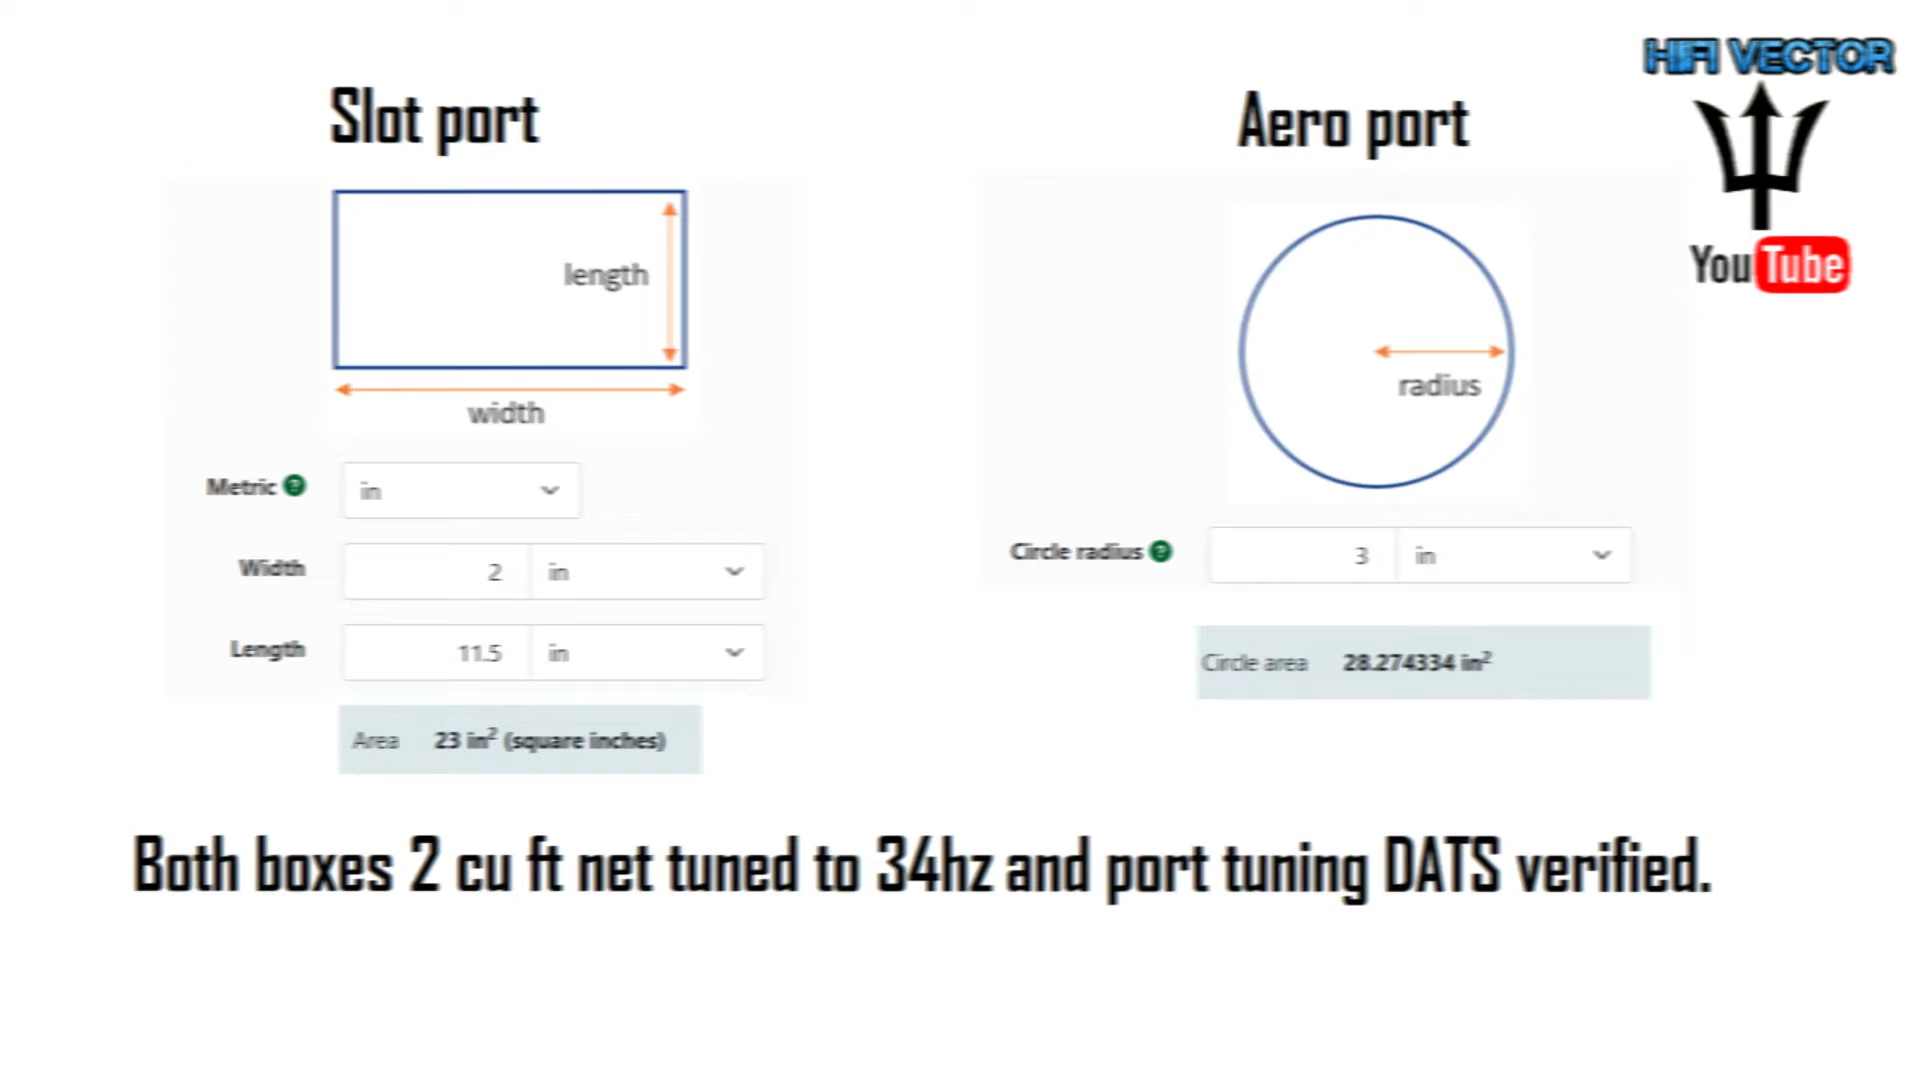 HIFI VECTOR
YouTube
Slot port
length
width
Metric ?
in
Width
2 in
Length
11.5 in
Area 23 in² (square inches)
Aero port
radius
Circle radius ?
3 in
Circle area 28.274334 in²
Both boxes 2 cu ft net tuned to 34hz and port tuning DATS verified.